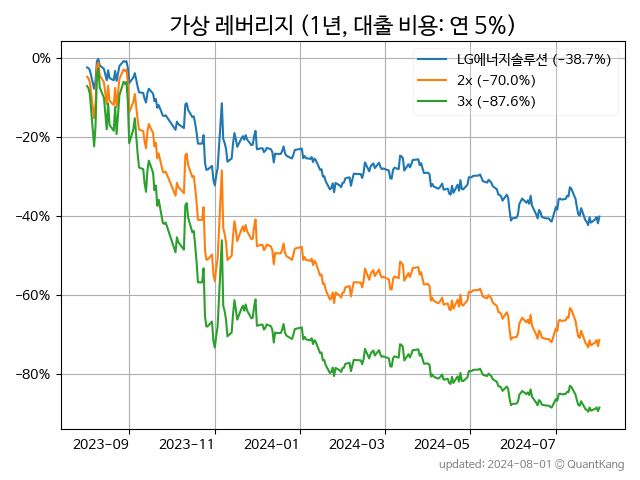 가상 레버리지 (1년, 대출 비용: 연 5%)
LG에너지솔루션 (−38.7%)
2x (−70.0%)
3x (−87.6%)
0%
−20%
−40%
−60%
−80%
2023−09 2023−11 2024−01 2024−03 2024−05 2024−07
updated: 2024-08-01 © QuantKang